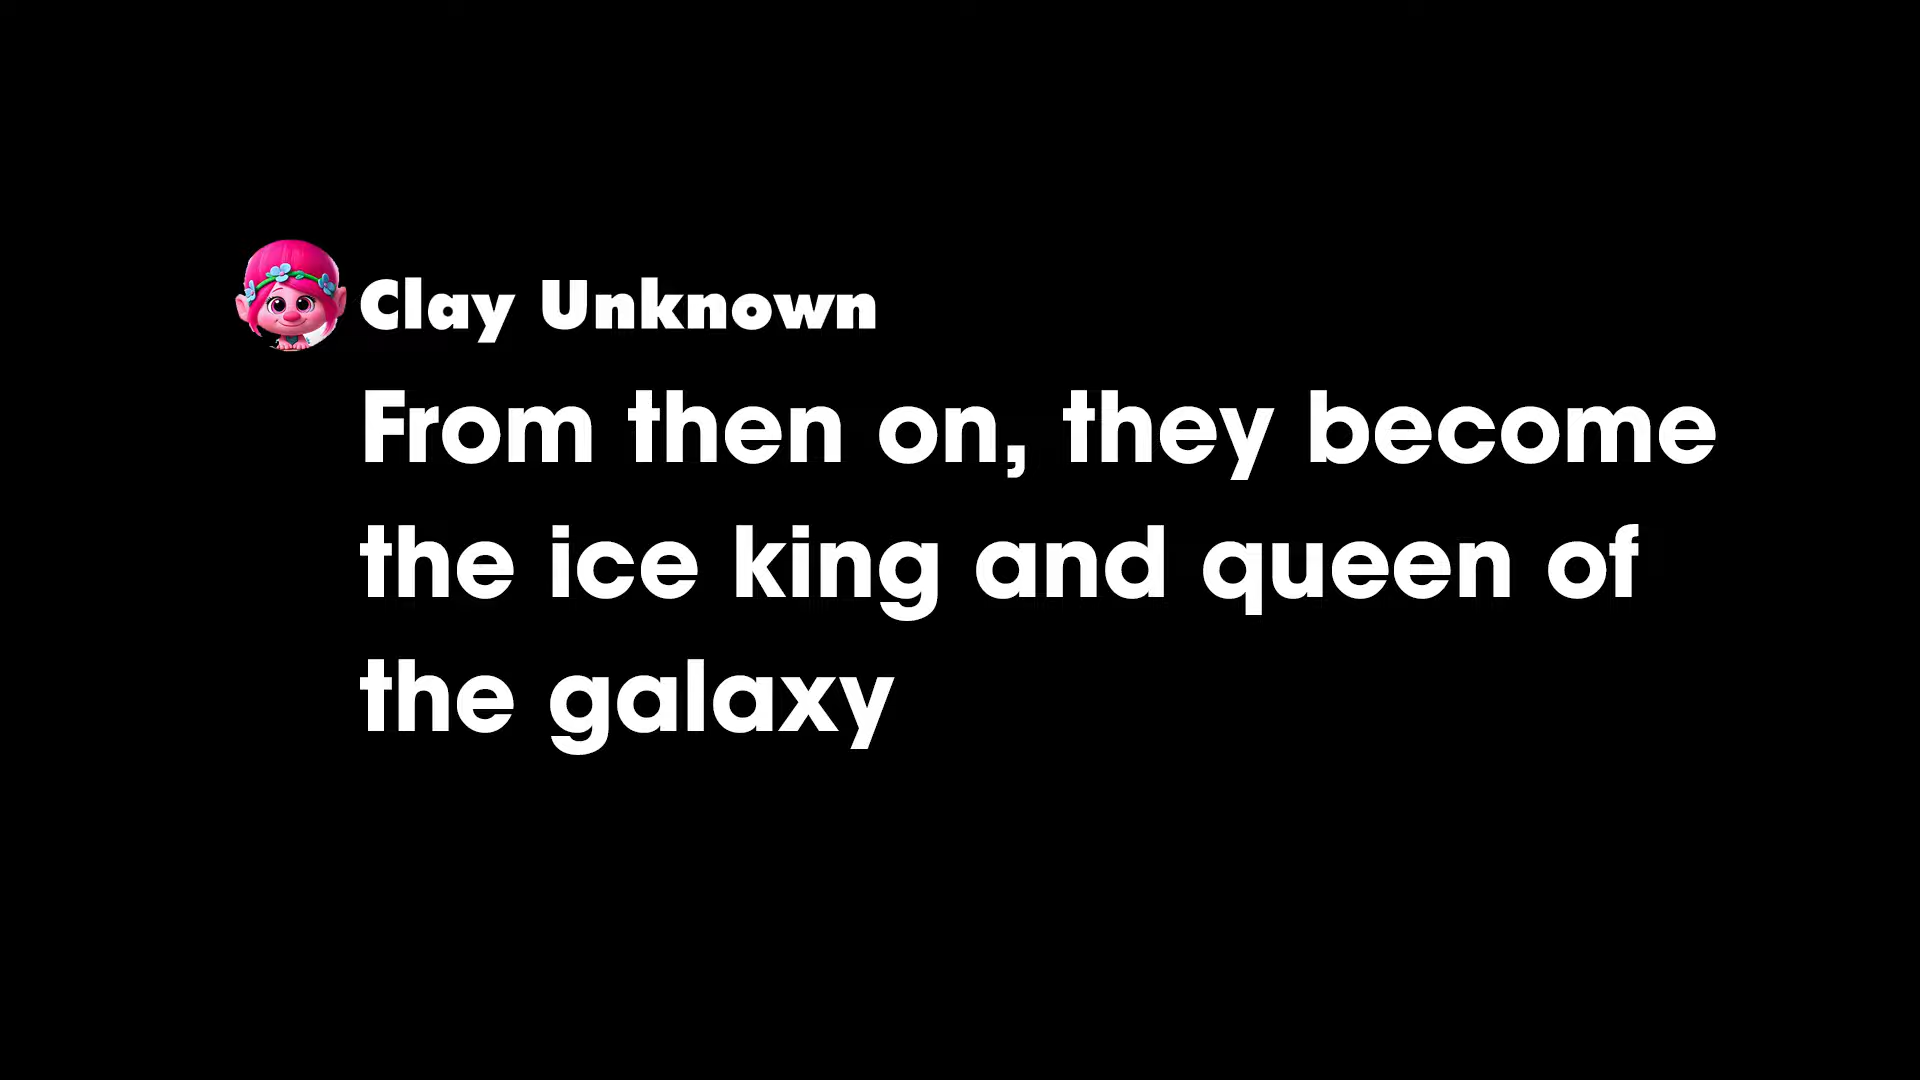 Clay Unknown
From then on, they become
the ice king and queen of
the galaxy